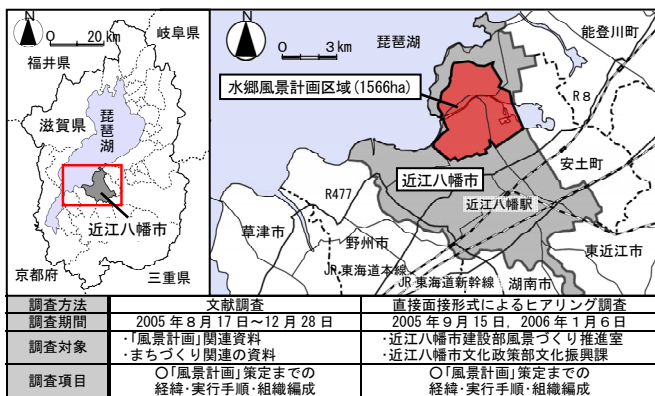 岐阜県
0 20 km
福井県
滋賀県
琵琶湖
近江八幡市
京都府
三重県
0 3 km
琵琶湖
能登川町
水郷風景計画区域(1566ha)
R8
安土町
近江八幡市
近江八幡駅
R477
草津市
野州市
東近江市
JR東海道本線
JR東海道新幹線
湖南市
調査方法 文献調査 直接面接形式によるヒアリング調査
調査期間 2005年8月17日~12月28日 2005年9月15日, 2006年1月6日
調査対象 ・「風景計画」関連資料 ・近江八幡市建設部風景づくり推進室
・まちづくり関連の資料 ・近江八幡市文化政策部文化振興課
調査項目 〇「風景計画」策定までの 〇「風景計画」策定までの
経緯・実行手順・組織編成 経緯・実行手順・組織編成